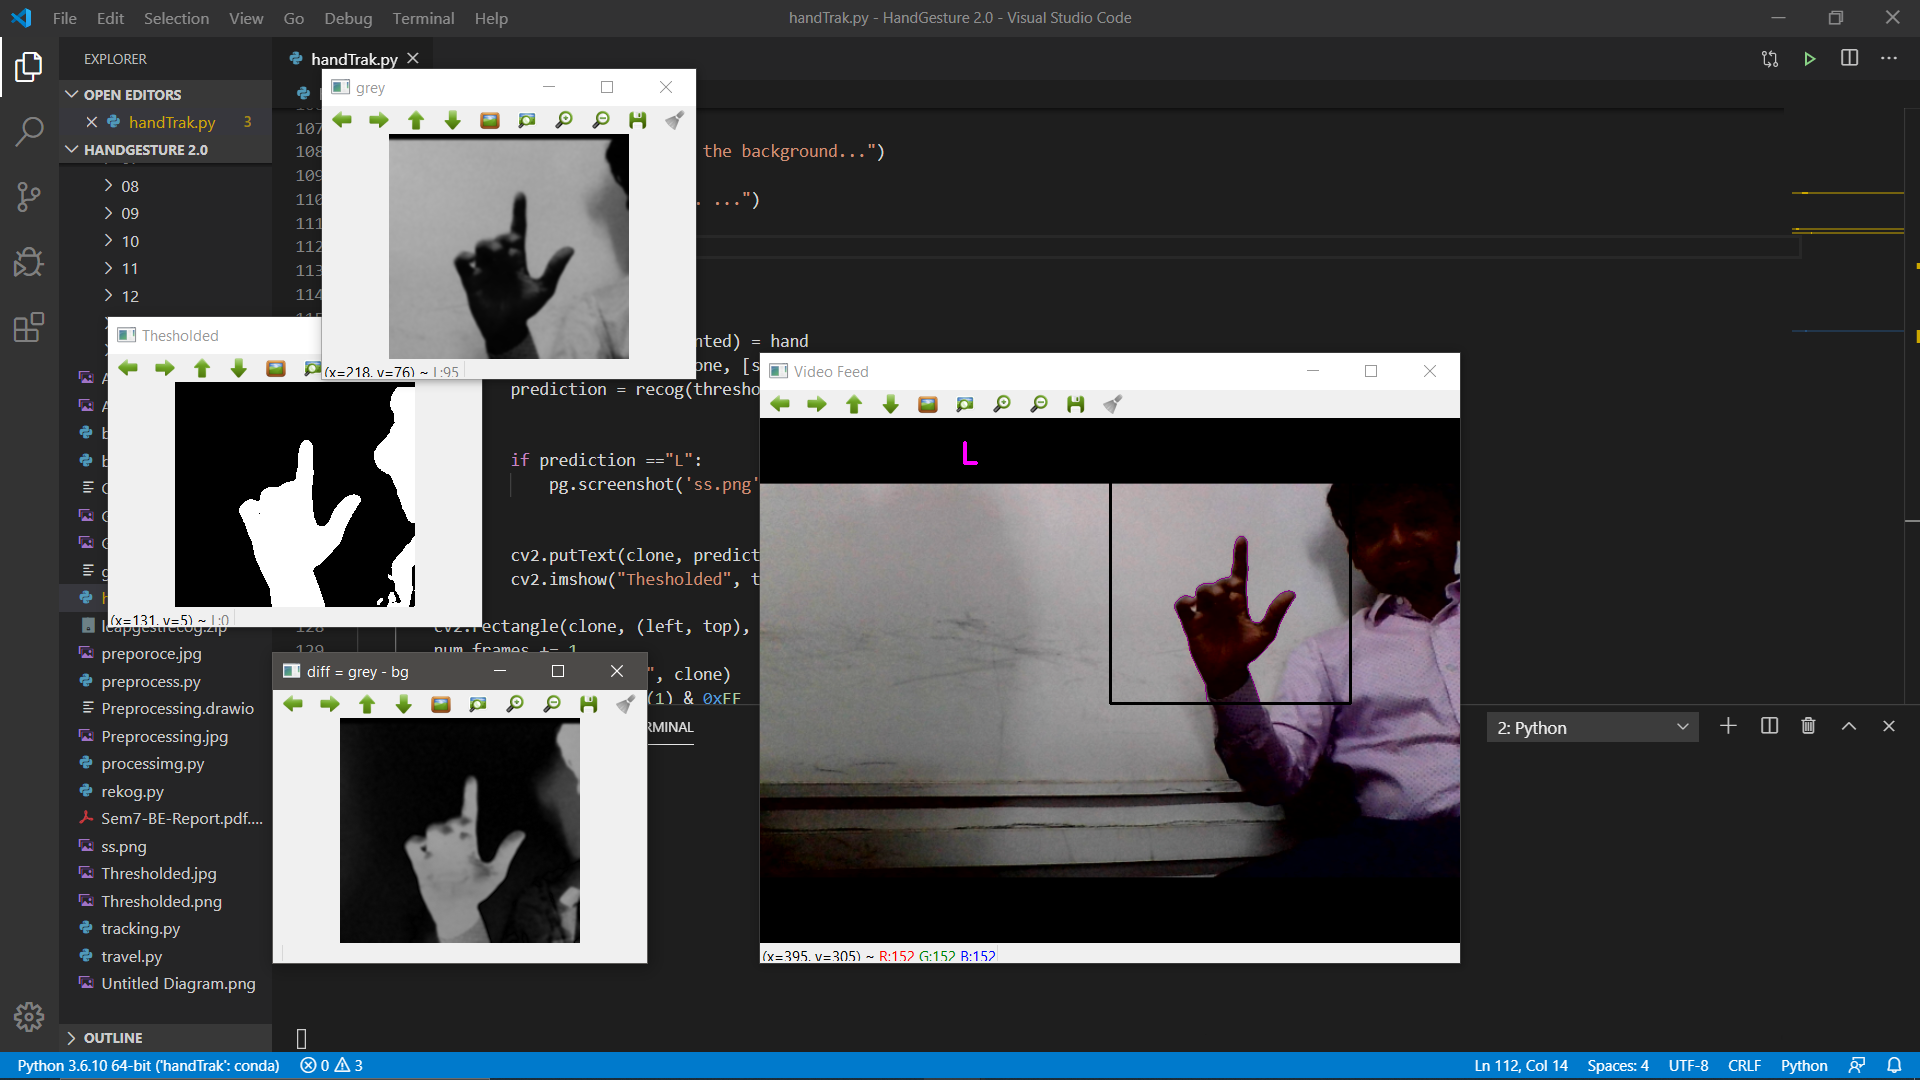 File Edit Selection View Go Debug Terminal Help
handTrak.py - HandGesture 2.0 - Visual Studio Code
EXPLORER
OPEN EDITORS
handTrak.py 3
HANDGESTURE 2.0
08
09
10
11
12
preporoce.jpg
preprocess.py
Preprocessing.drawio
Preprocessing.jpg
processimg.py
rekog.py
Sem7-BE-Report.pdf....
ss.png
Thresholded.jpg
Thresholded.png
tracking.py
travel.py
Untitled Diagram.png
OUTLINE
handTrak.py
107
108
109
110
111
112
113
114
the background...")
. ...")
nted) = hand
one, [s
prediction = recog(thresho
if prediction =="L":
pg.screenshot('ss.png'
cv2.putText(clone, predict
cv2.imshow("Thesholded", t
cv2.rectangle(clone, (left, top),
129
num_frames += 1
", clone)
(1) & 0xFF
RMINAL
2: Python
grey
(x=218, y=76) ~ L:95
Thesholded
(x=131, y=5) ~ L:0
leapgestrecog.zip
diff = grey - bg
Video Feed
L
(x=395, y=305) ~ R:152 G:152 B:152
Python 3.6.10 64-bit ('handTrak': conda) 0 3
Ln 112, Col 14 Spaces: 4 UTF-8 CRLF Python